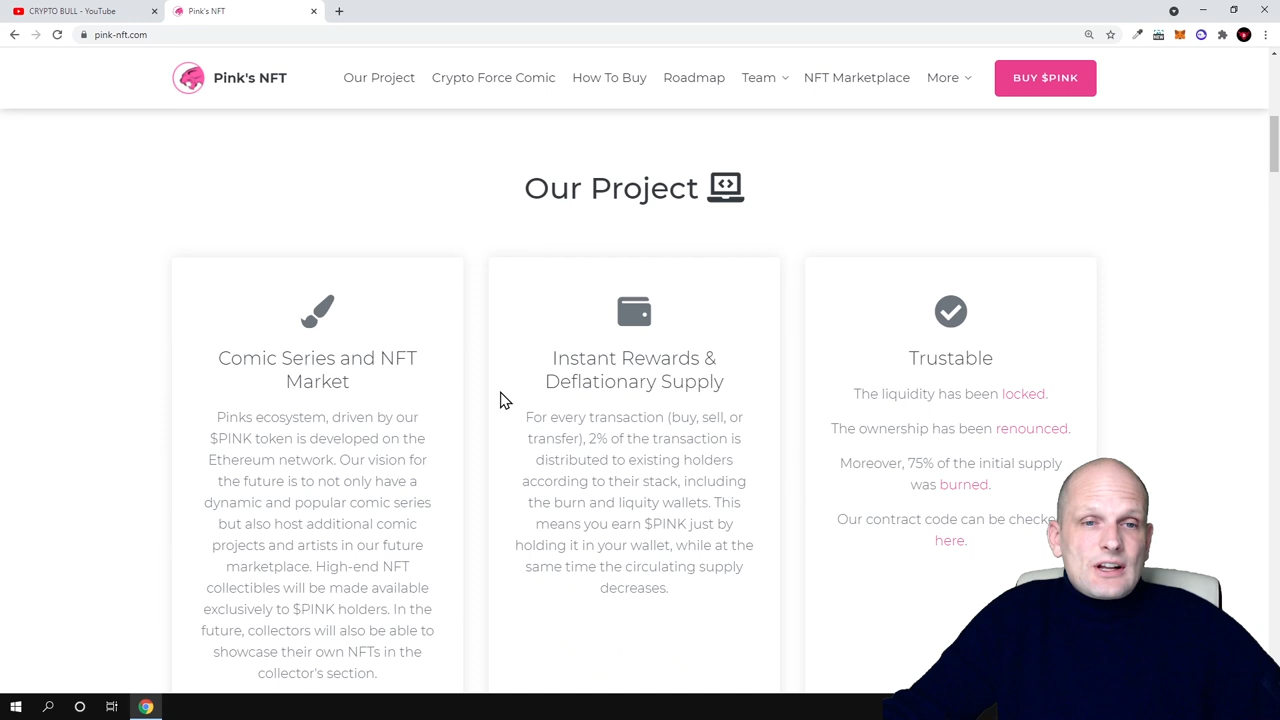 CRYPTO BULL - YouTube
Pink's NFT
pink-nft.com
Pink's NFT
Our Project
Crypto Force Comic
How To Buy
Roadmap
Team
NFT Marketplace
More
BUY $PINK
Our Project
Comic Series and NFT
Market
Pinks ecosystem, driven by our
$PINK token is developed on the
Ethereum network. Our vision for
the future is to not only have a
dynamic and popular comic series
but also host additional comic
projects and artists in our future
marketplace. High-end NFT
collectibles will be made available
exclusively to $PINK holders. In the
future, collectors will also be able to
showcase their own NFTs in the
collector's section.
Instant Rewards &
Deflationary Supply
For every transaction (buy, sell, or
transfer), 2% of the transaction is
distributed to existing holders
according to their stack, including
the burn and liquity wallets. This
means you earn $PINK just by
holding it in your wallet, while at the
same time the circulating supply
decreases.
Trustable
The liquidity has been locked.
The ownership has been renounced.
Moreover, 75% of the initial supply
was burned.
Our contract code can be checke
here.